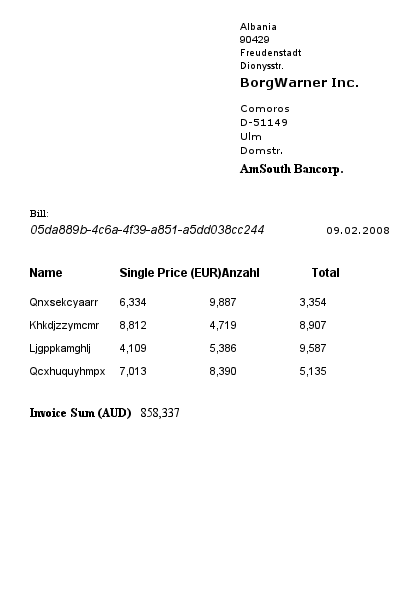 Albania
90429
Freudenstadt
Dionysstr.
BorgWarner Inc.
Comoros
D-51149
Ulm
Domstr.
AmSouth Bancorp.
Bill:
05da889b-4c6a-4f39-a851-a5dd038cc244 09.02.2008
Name Single Price (EUR)Anzahl Total
Qnxsekcyaarr 6,334 9,887 3,354
Khkdjzzymcmr 8,812 4,719 8,907
Ljgppkamghlj 4,109 5,386 9,587
Qcxhuquyhmpx 7,013 8,390 5,135
Invoice Sum (AUD) 858,337